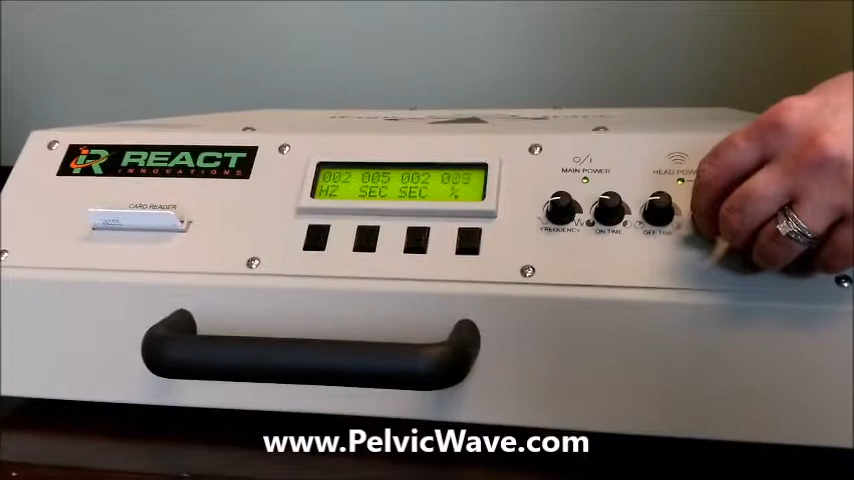 REACT
INNOVATIONS
CARD READER
002 005 002 008
HZ SEC SEC %
I/O
MAIN POWER
HEAD POWER
FREQUENCY
ON TIME
OFF TIME
www.PelvicWave.com